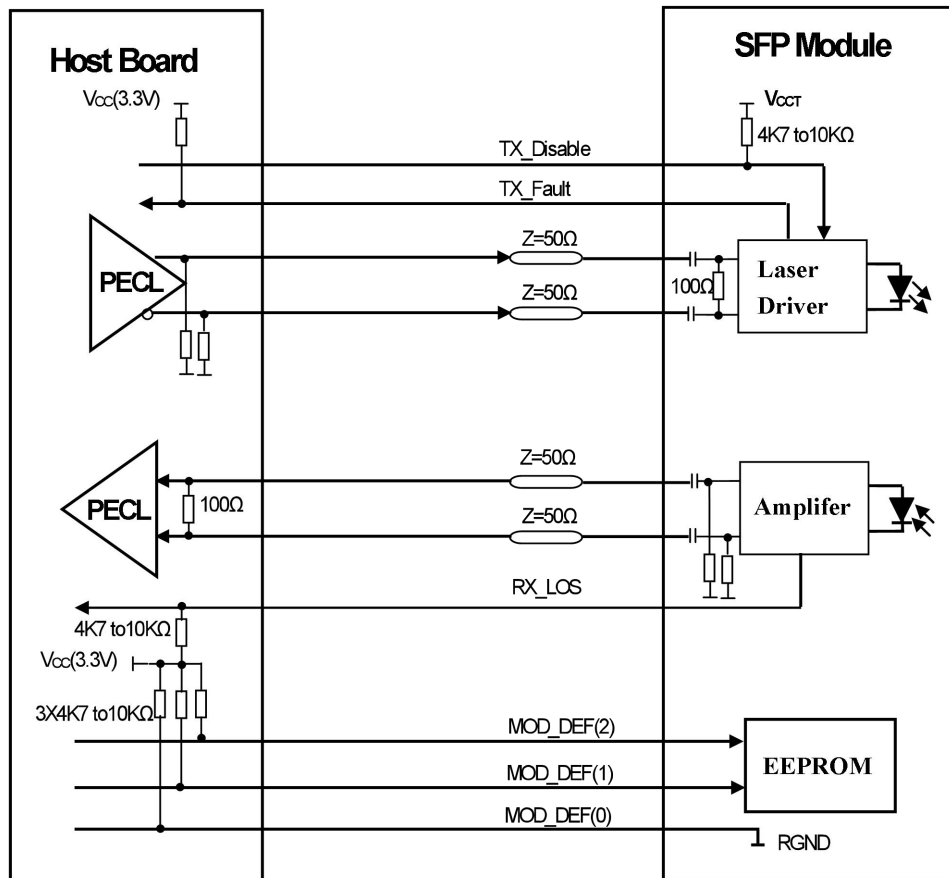 Host Board
SFP Module
VCC(3.3V)
VCCT
4K7 to10KΩ
TX_Disable
TX_Fault
Z=50Ω
PECL
100Ω
Laser
Driver
Z=50Ω
Z=50Ω
PECL
100Ω
Amplifer
Z=50Ω
RX_LOS
4K7 to10KΩ
VCC(3.3V)
3X4K7 to10KΩ
MOD_DEF(2)
EEPROM
MOD_DEF(1)
MOD_DEF(0)
RGND